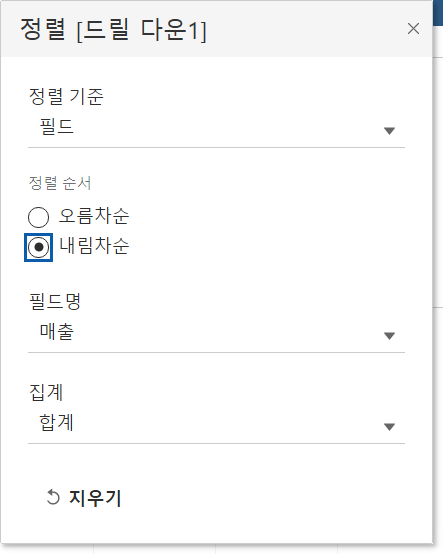 정렬 [드릴 다운1]
정렬 기준
필드
정렬 순서
오름차순
내림차순
필드명
매출
집계
합계
지우기